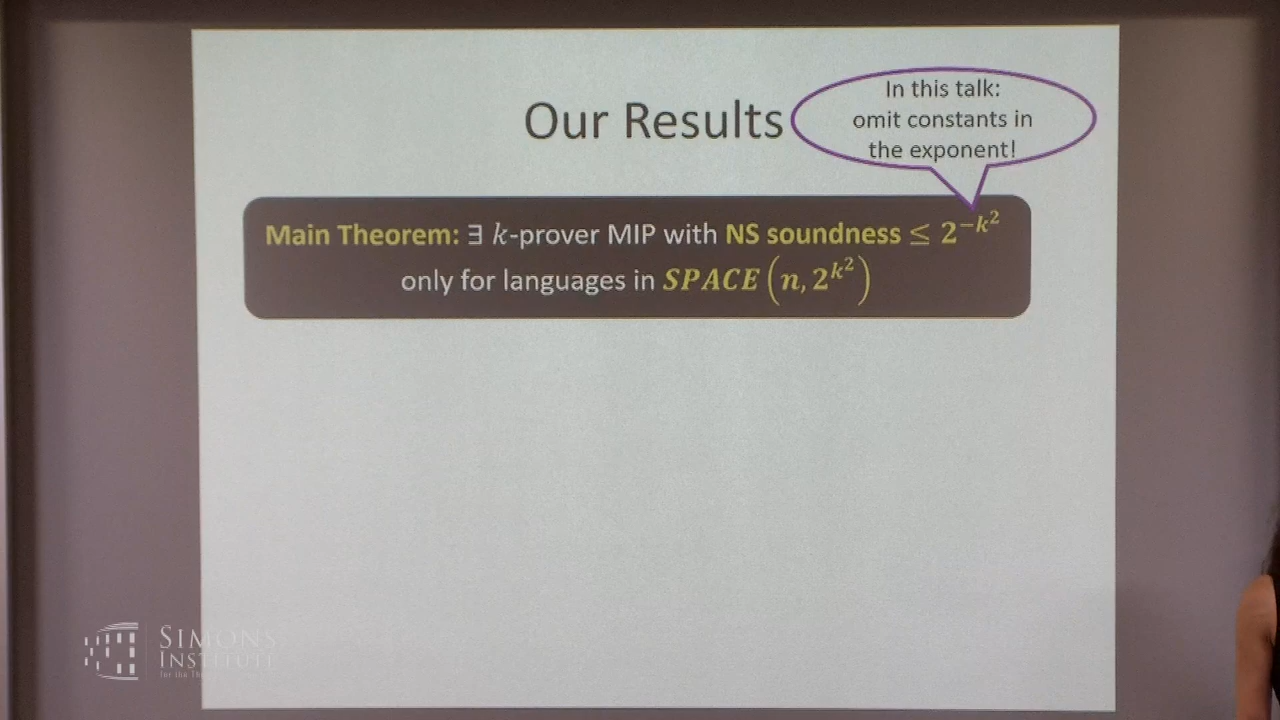 Our Results
In this talk:
omit constants in
the exponent!
Main Theorem: ∃ k-prover MIP with NS soundness ≤ 2^{-k^2}
only for languages in SPACE(n, 2^{k^2})
SIMONS
INSTITUTE